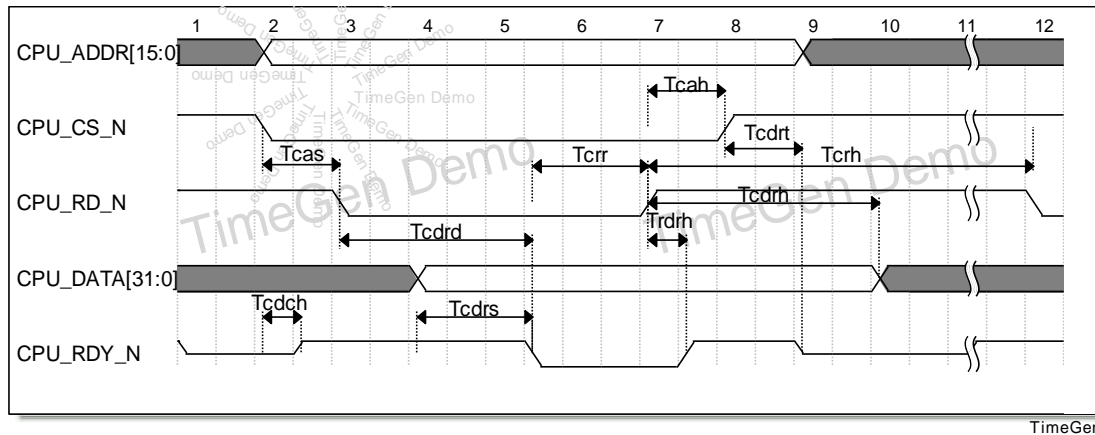 1 2 3 4 5 6 7 8 9 10 11 12
CPU_ADDR[15:0]
TimeGen Demo
Tcah
CPU_CS_N
Tcdrt
Tcas
Tcrr
Tcrh
TimeGen Demo
TimeGen Demo
CPU_RD_N
Tcdrh
Trdrh
Tcdrd
CPU_DATA[31:0]
Tcdch
Tcdrs
CPU_RDY_N
TimeGen